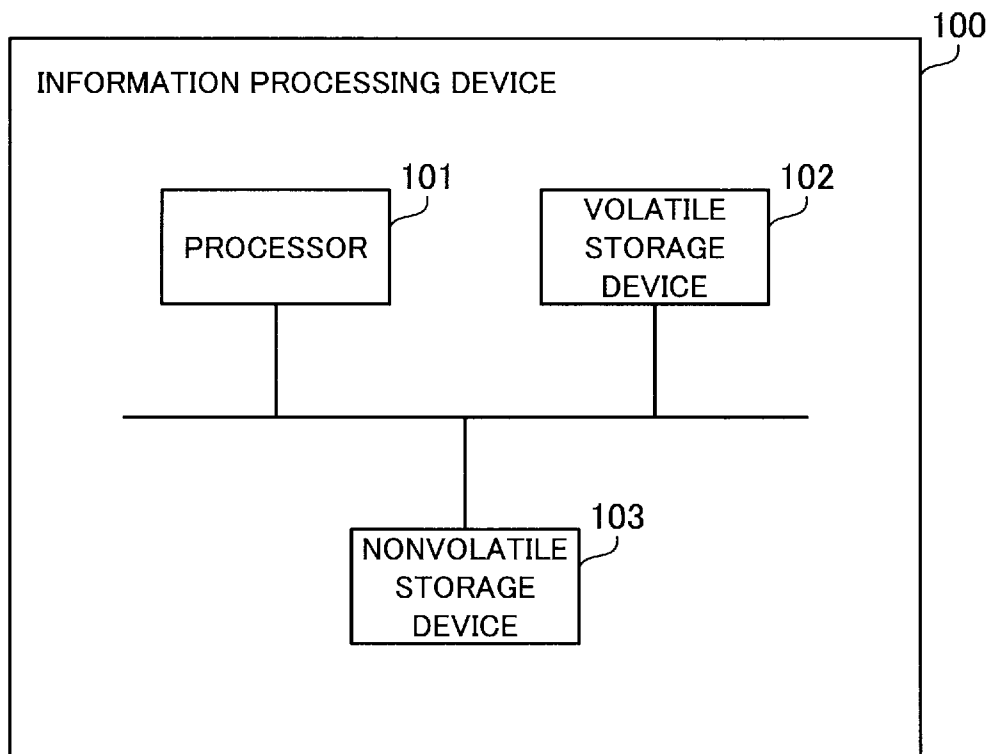 100
INFORMATION PROCESSING DEVICE
101
PROCESSOR
102
VOLATILE
STORAGE
DEVICE
103
NONVOLATILE
STORAGE
DEVICE